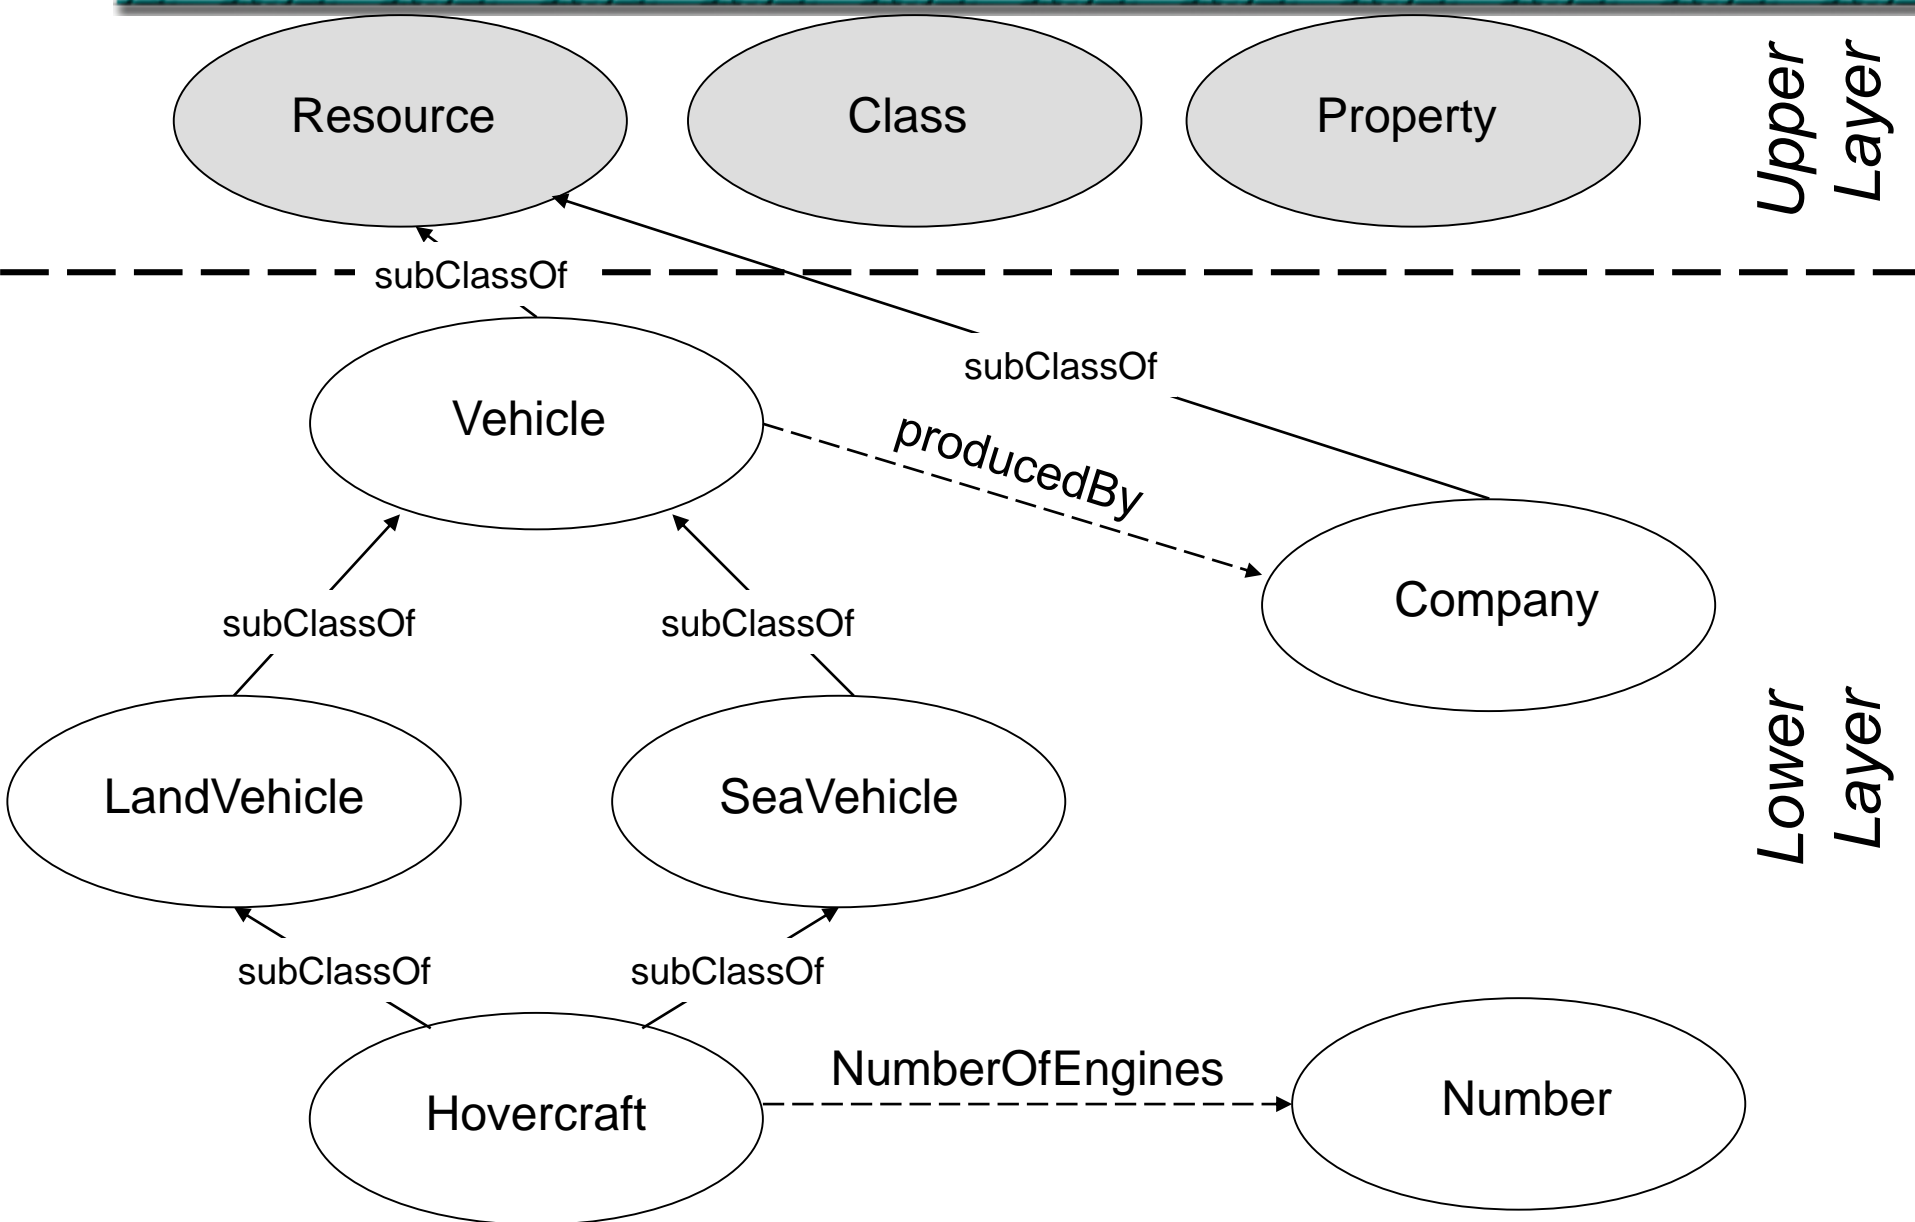 Resource
Class
Property
Upper
Layer
subClassOf
subClassOf
Vehicle
producedBy
Company
subClassOf
subClassOf
LandVehicle
SeaVehicle
Lower
Layer
subClassOf
subClassOf
NumberOfEngines
Hovercraft
Number